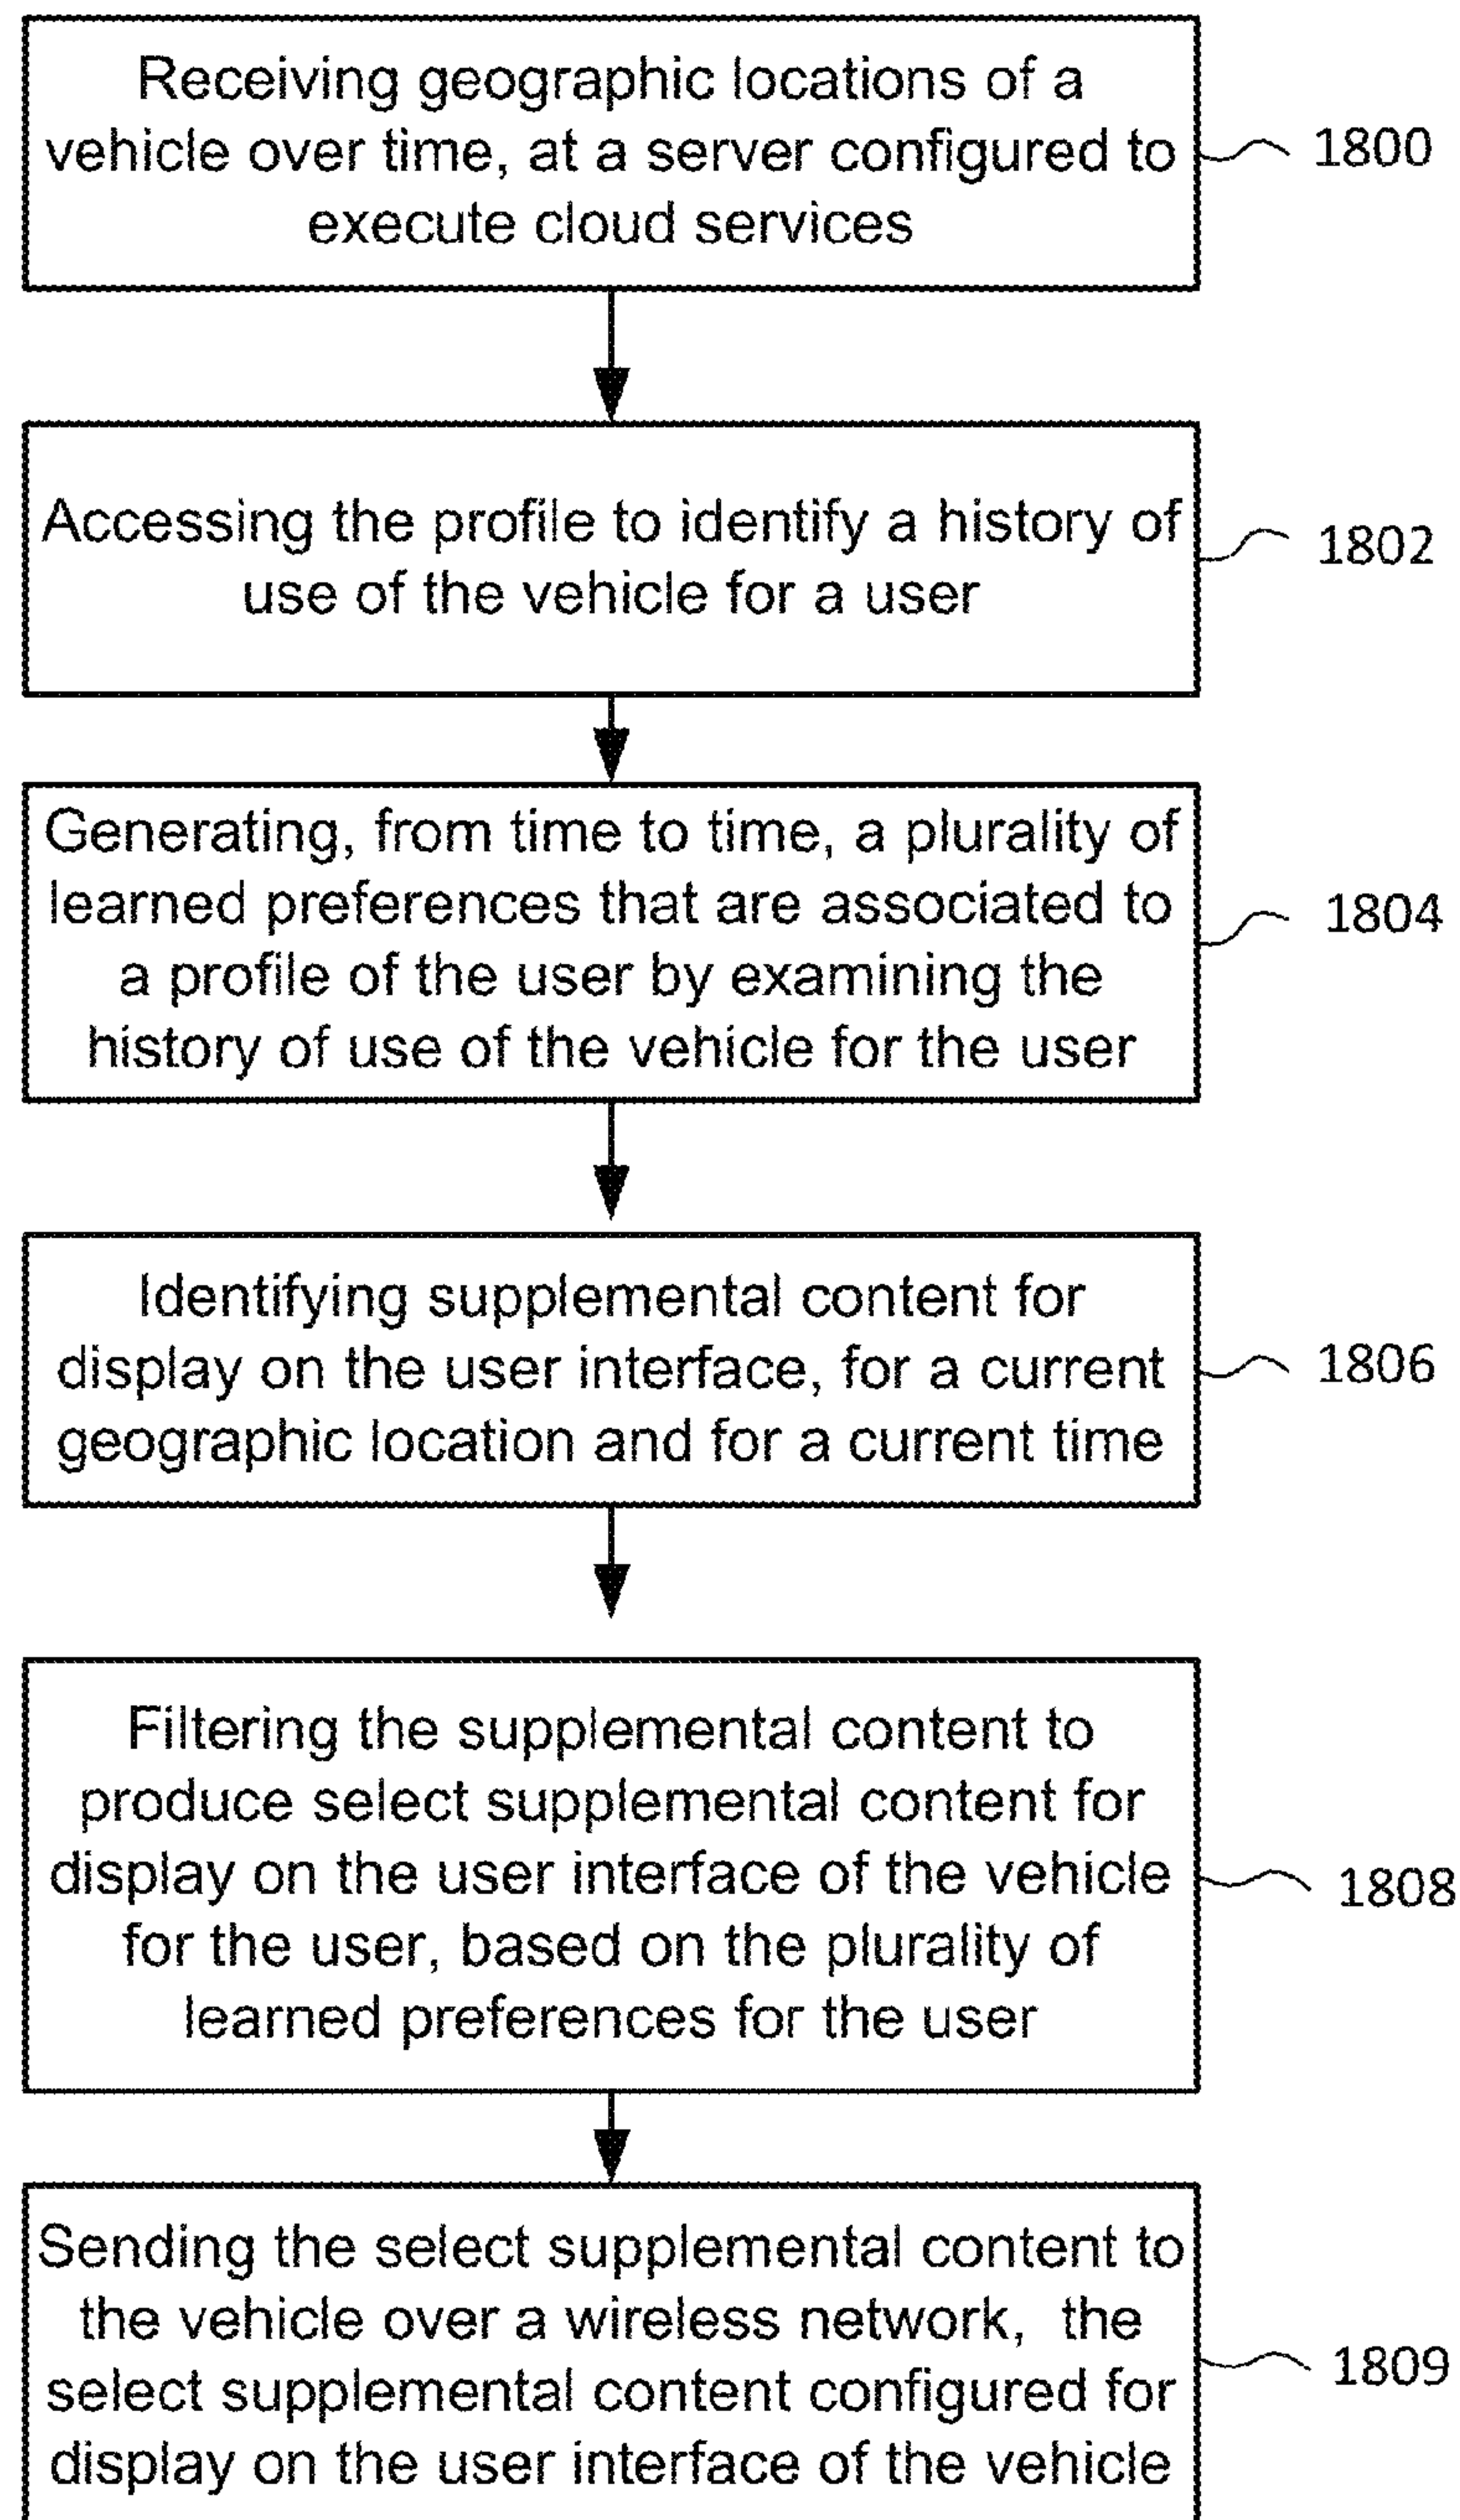 Receiving geographic locations of a
vehicle over time, at a server configured to
execute cloud services
1800
Accessing the profile to identify a history of
use of the vehicle for a user
1802
Generating, from time to time, a plurality of
learned preferences that are associated to
a profile of the user by examining the
history of use of the vehicle for the user
1804
Identifying supplemental content for
display on the user interface, for a current
geographic location and for a current time
1806
Filtering the supplemental content to
produce select supplemental content for
display on the user interface of the vehicle
for the user, based on the plurality of
learned preferences for the user
1808
Sending the select supplemental content to
the vehicle over a wireless network, the
select supplemental content configured for
display on the user interface of the vehicle
1809